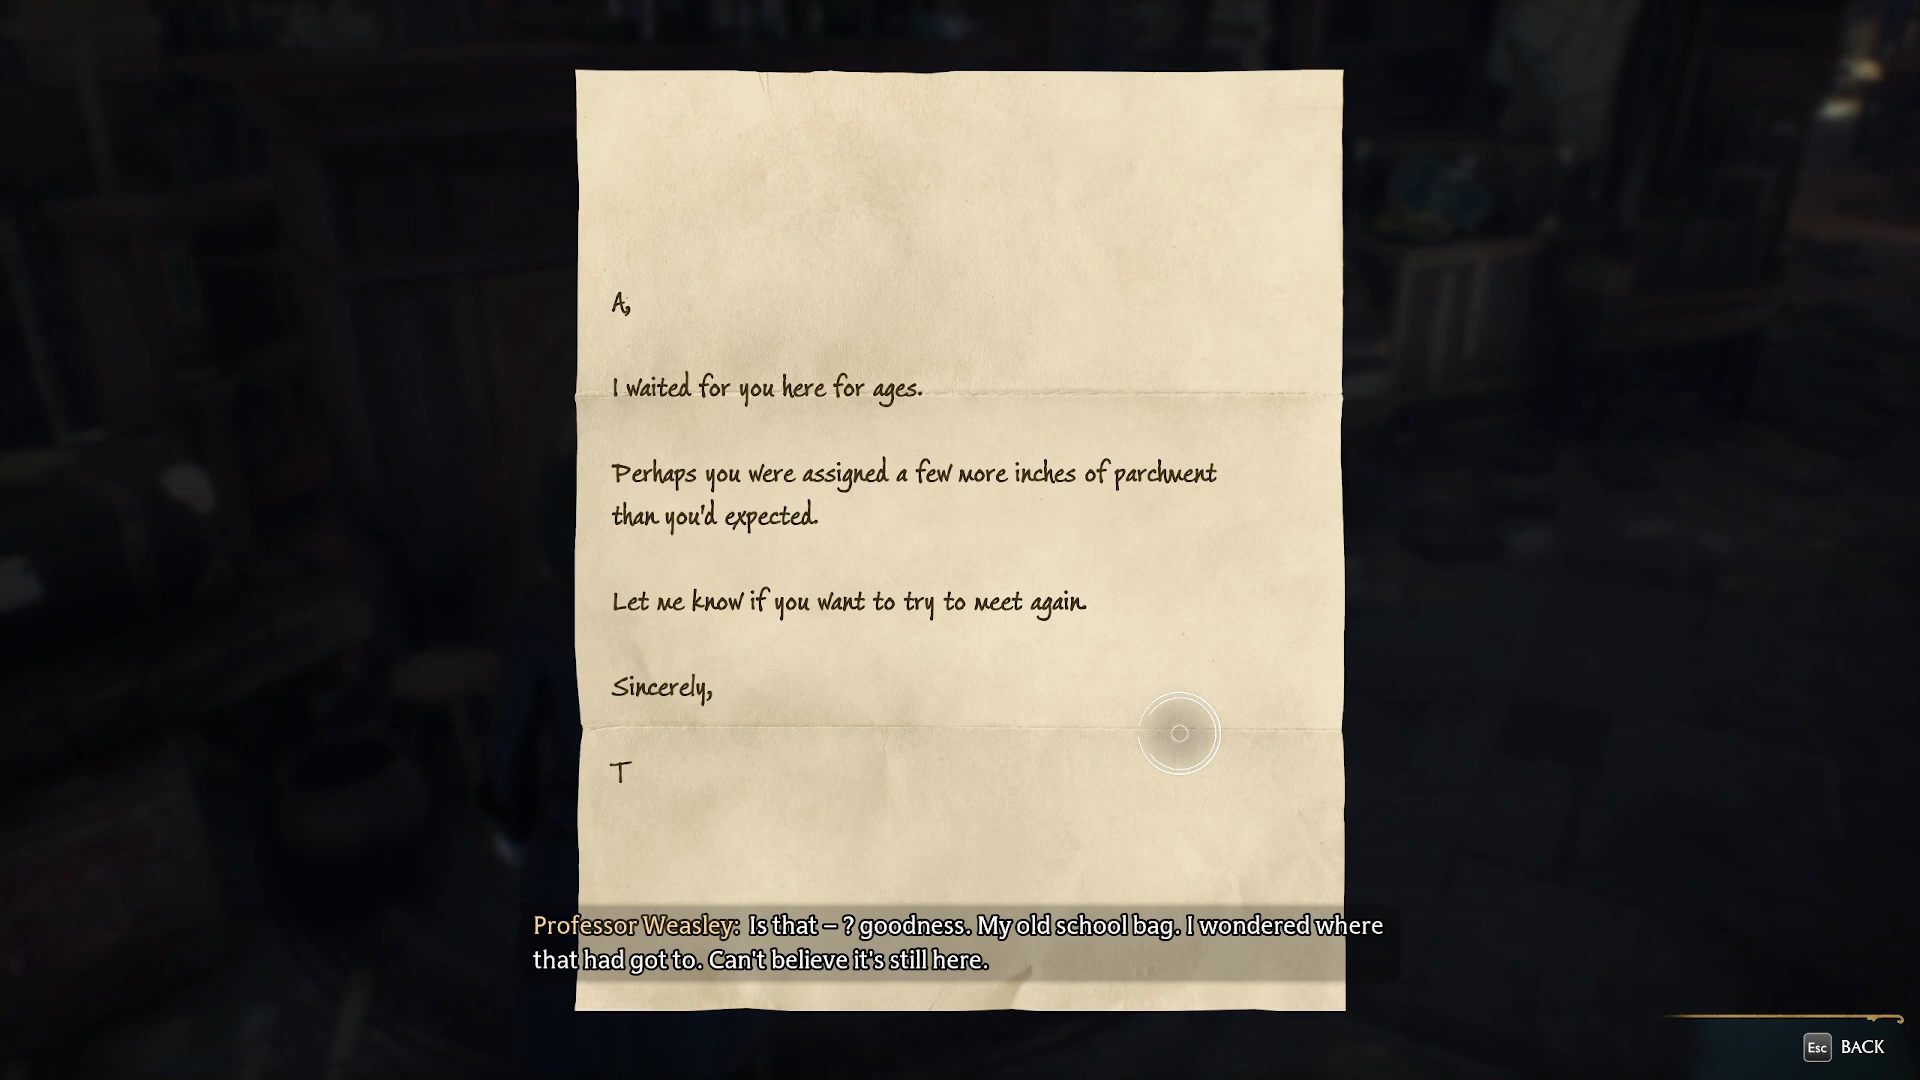 A,
I waited for you here for ages.
Perhaps you were assigned a few more inches of parchment
than you'd expected.
Let me know if you want to try to meet again.
Sincerely,
T
Professor Weasley: Is that – ? goodness. My old school bag. I wondered where
that had got to. Can't believe it's still here.
Esc BACK